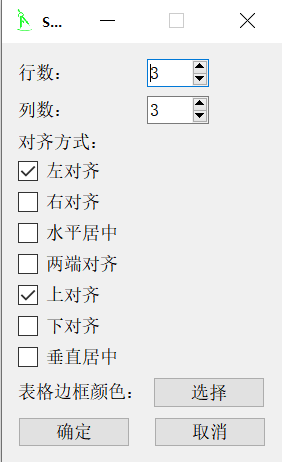 S...
行数： 3
列数： 3
对齐方式：
左对齐
右对齐
水平居中
两端对齐
上对齐
下对齐
垂直居中
表格边框颜色： 选择
确定 取消